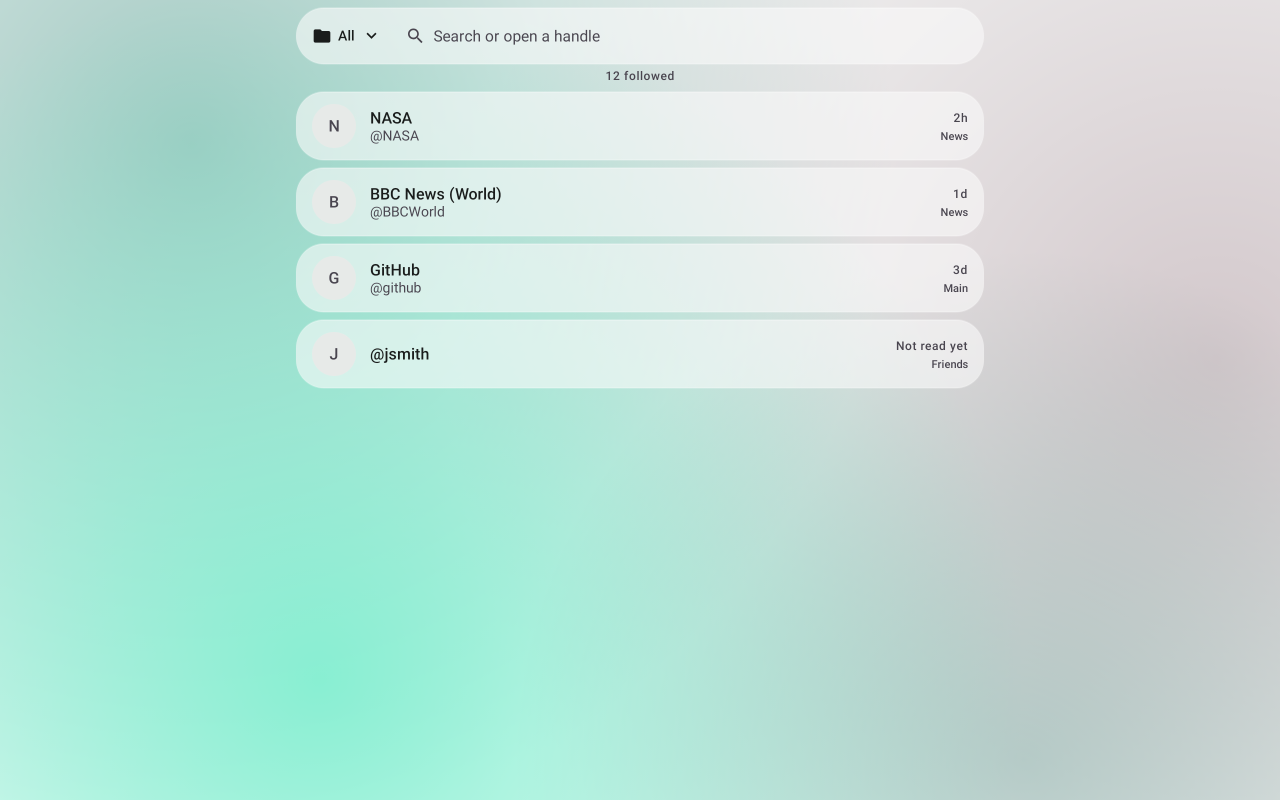 All
Search or open a handle
12 followed
N
NASA
@NASA
2h
News
B
BBC News (World)
@BBCWorld
1d
News
G
GitHub
@github
3d
Main
J
@jsmith
Not read yet
Friends